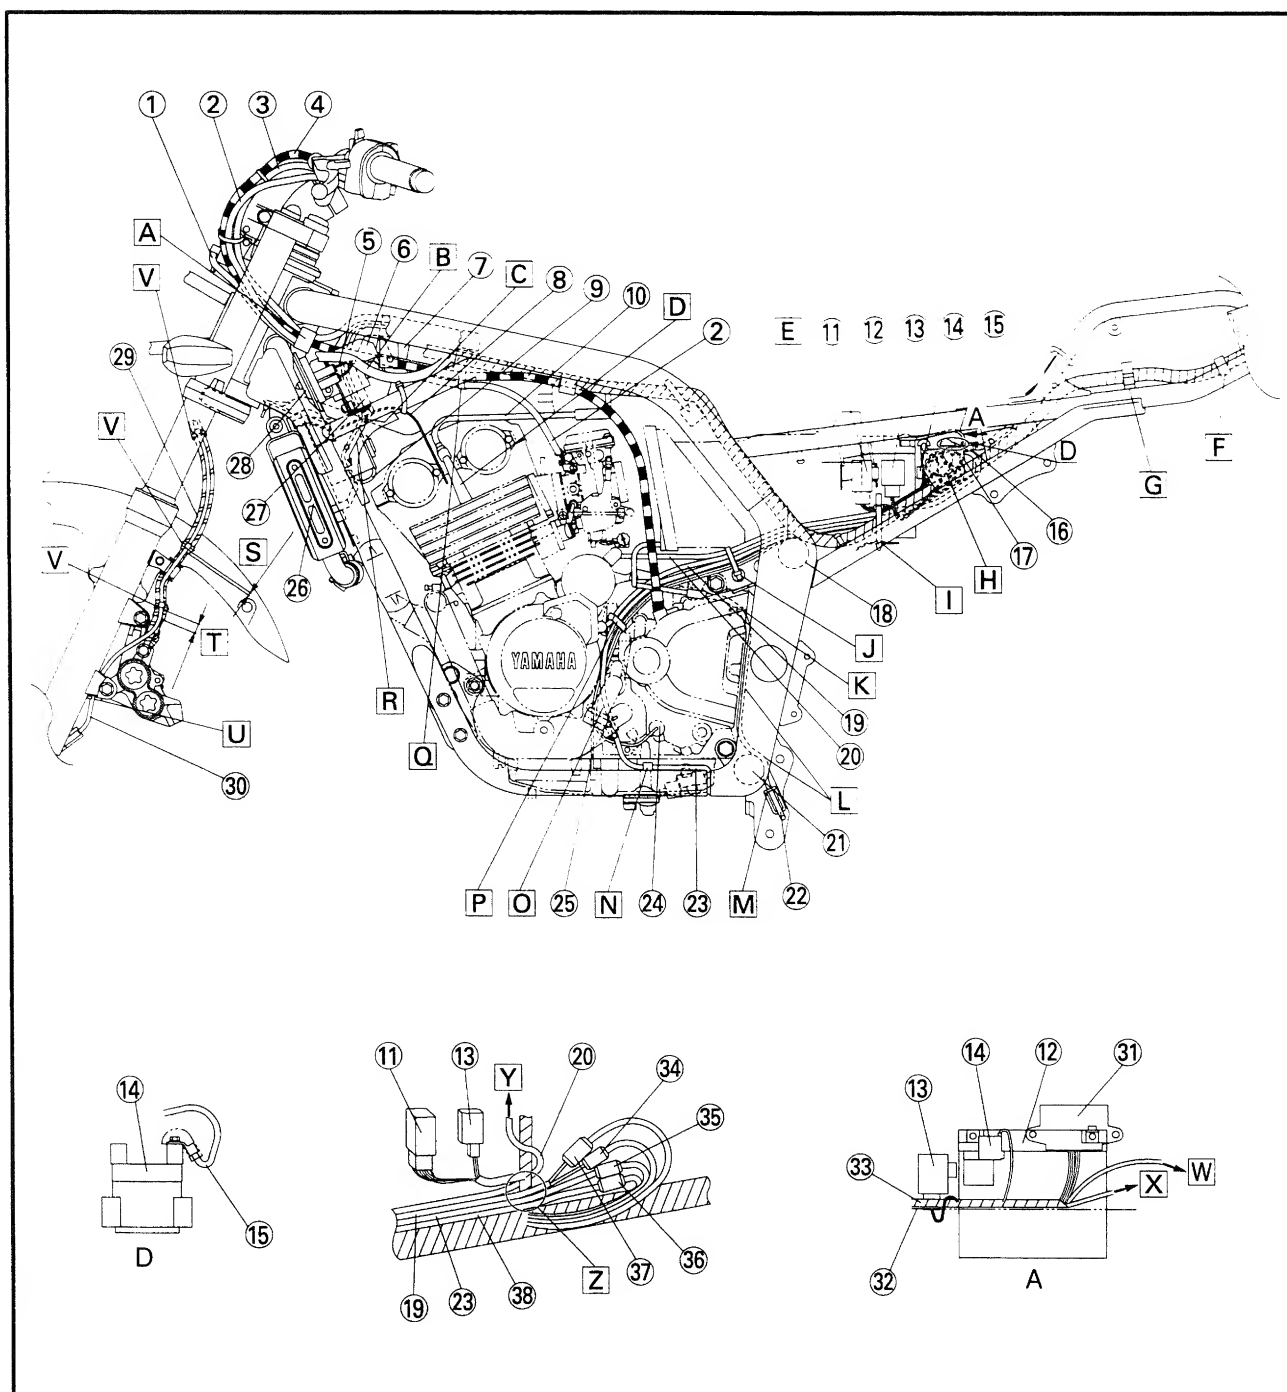 ① ② ③ ④
A ⑤ ⑥ B ⑦ C ⑧ ⑨ ⑩ D ②
V
E ⑪ ⑫ ⑬ ⑭ ⑮
㉙
V
A
D F
G
㉘
㉗
⑯
S
⑰
V
㉖
H
I
⑱
T
J
YAMAHA
K
R
⑲
U
Q
⑳
㉚
L
㉑
P O ㉕ N ㉔ ㉓ M ㉒
⑭
⑮
D
⑪ ⑬ Y ⑳ ㉞
㉟
⑲ ㉓ ㊳ Z ㊲ ㊱
⑬ ⑭ ⑫ ㉛
㉝
W
X
㉜
A